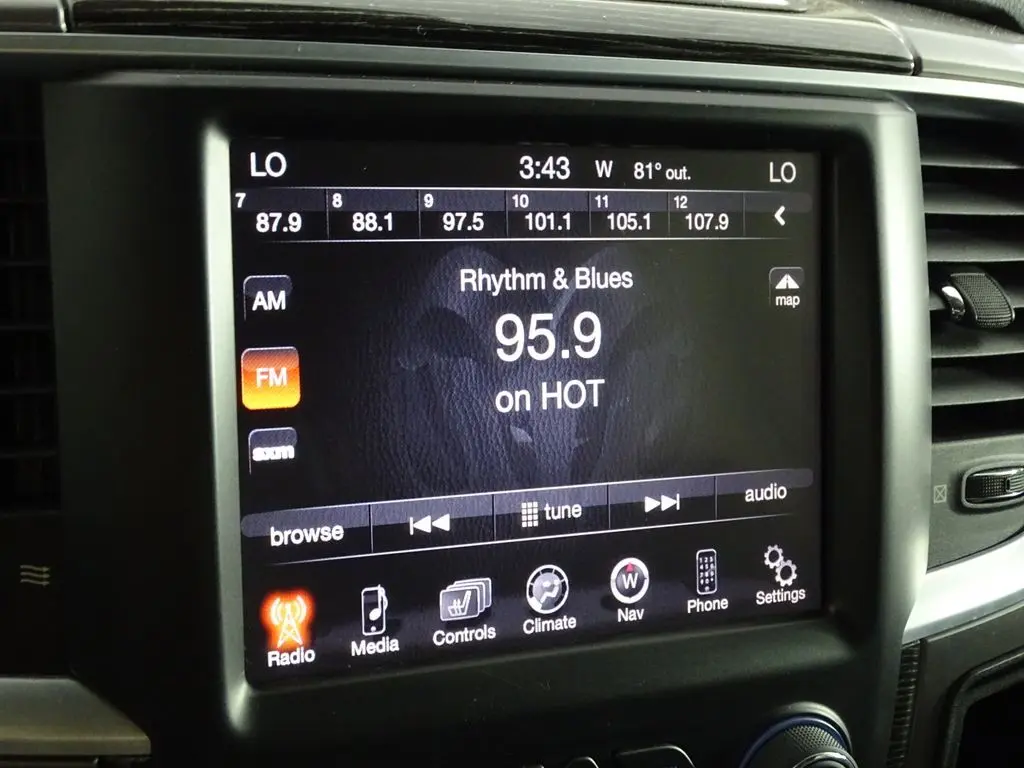 LO 3:43 W 81° out. LO
7 8 9 10 11 12
87.9 88.1 97.5 101.1 105.1 107.9
AM
FM
sxm
Rhythm & Blues
95.9
on HOT
map
browse tune audio
Radio Media Controls Climate Nav Phone Settings
W